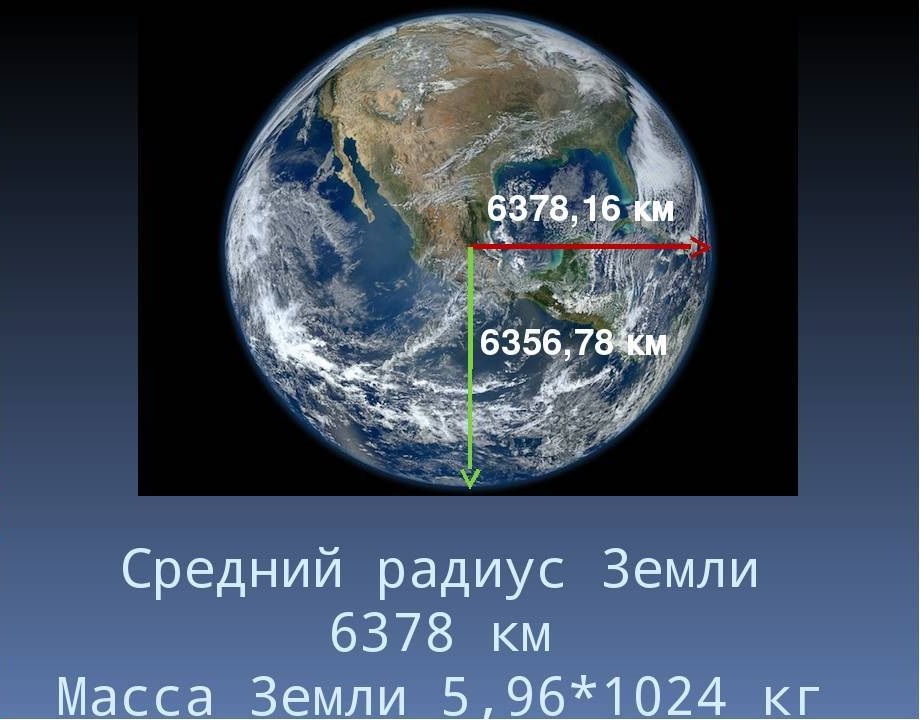 6378,16 км
6356,78 км
Средний радиус Земли
6378 км
Масса Земли 5,96*1024 кг